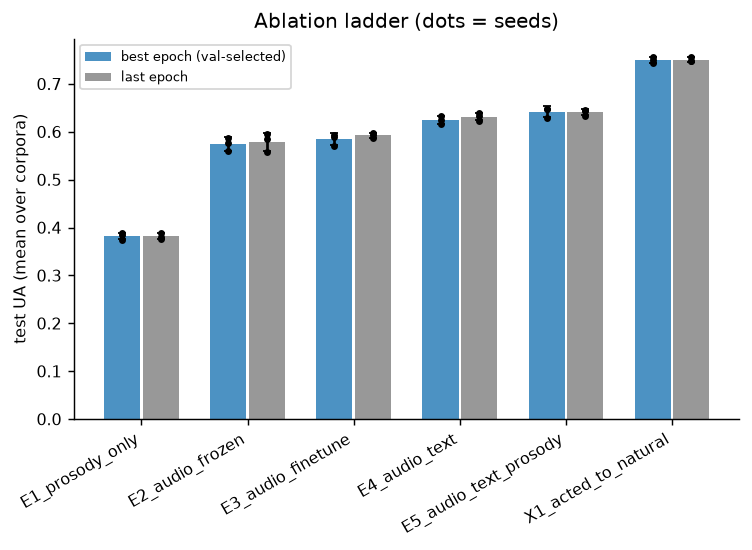 Ablation ladder (dots = seeds)
best epoch (val-selected)
last epoch
test UA (mean over corpora)
0.7
0.6
0.5
0.4
0.3
0.2
0.1
0.0
E1_prosody_only
E2_audio_frozen
E3_audio_finetune
E4_audio_text
E5_audio_text_prosody
X1_acted_to_natural